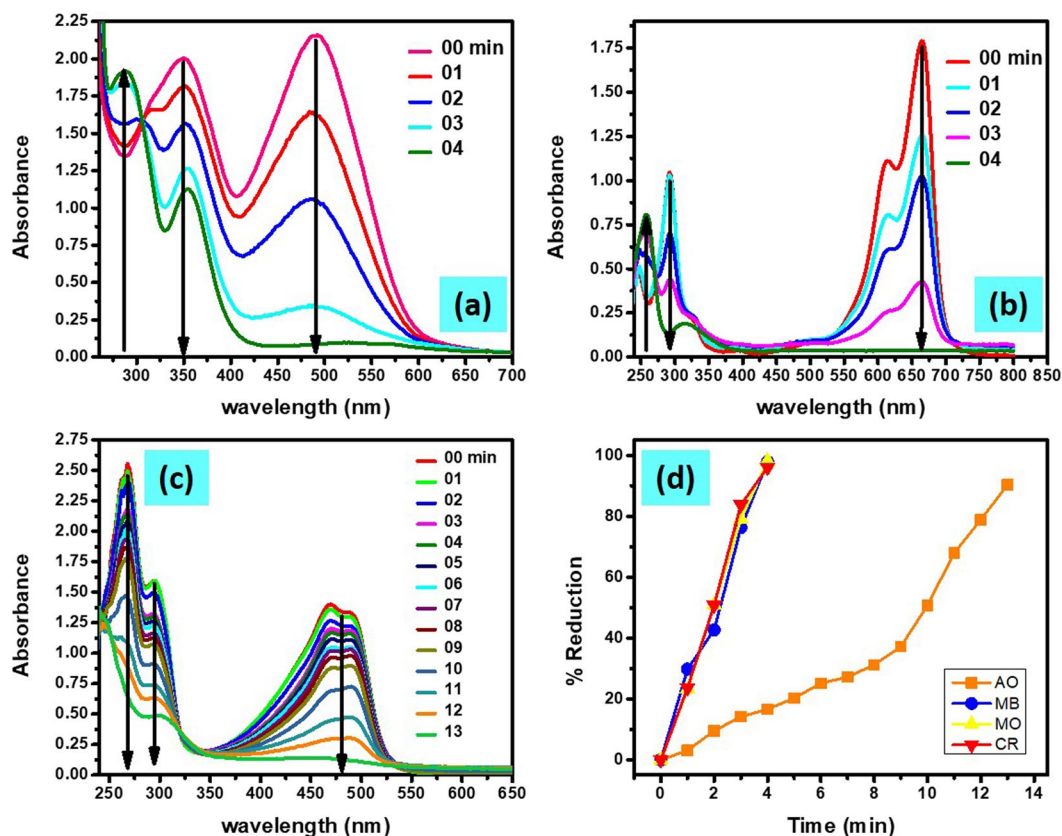 2.25
2.00
1.75
1.50
1.25
1.00
0.75
0.50
0.25
0.00
Absorbance
00 min
01
02
03
04
(a)
300 350 400 450 500 550 600 650 700
wavelength (nm)
1.75
1.50
1.25
1.00
0.75
0.50
0.25
0.00
Absorbance
00 min
01
02
03
04
(b)
250 300 350 400 450 500 550 600 650 700 750 800 850
wavelength (nm)
2.75
2.50
2.25
2.00
1.75
1.50
1.25
1.00
0.75
0.50
0.25
0.00
Absorbance
(c)
00 min
01
02
03
04
05
06
07
08
09
10
11
12
13
250 300 350 400 450 500 550 600 650
wavelength (nm)
100
80
60
40
20
0
% Reduction
(d)
AO
MB
MO
CR
0 2 4 6 8 10 12 14
Time (min)